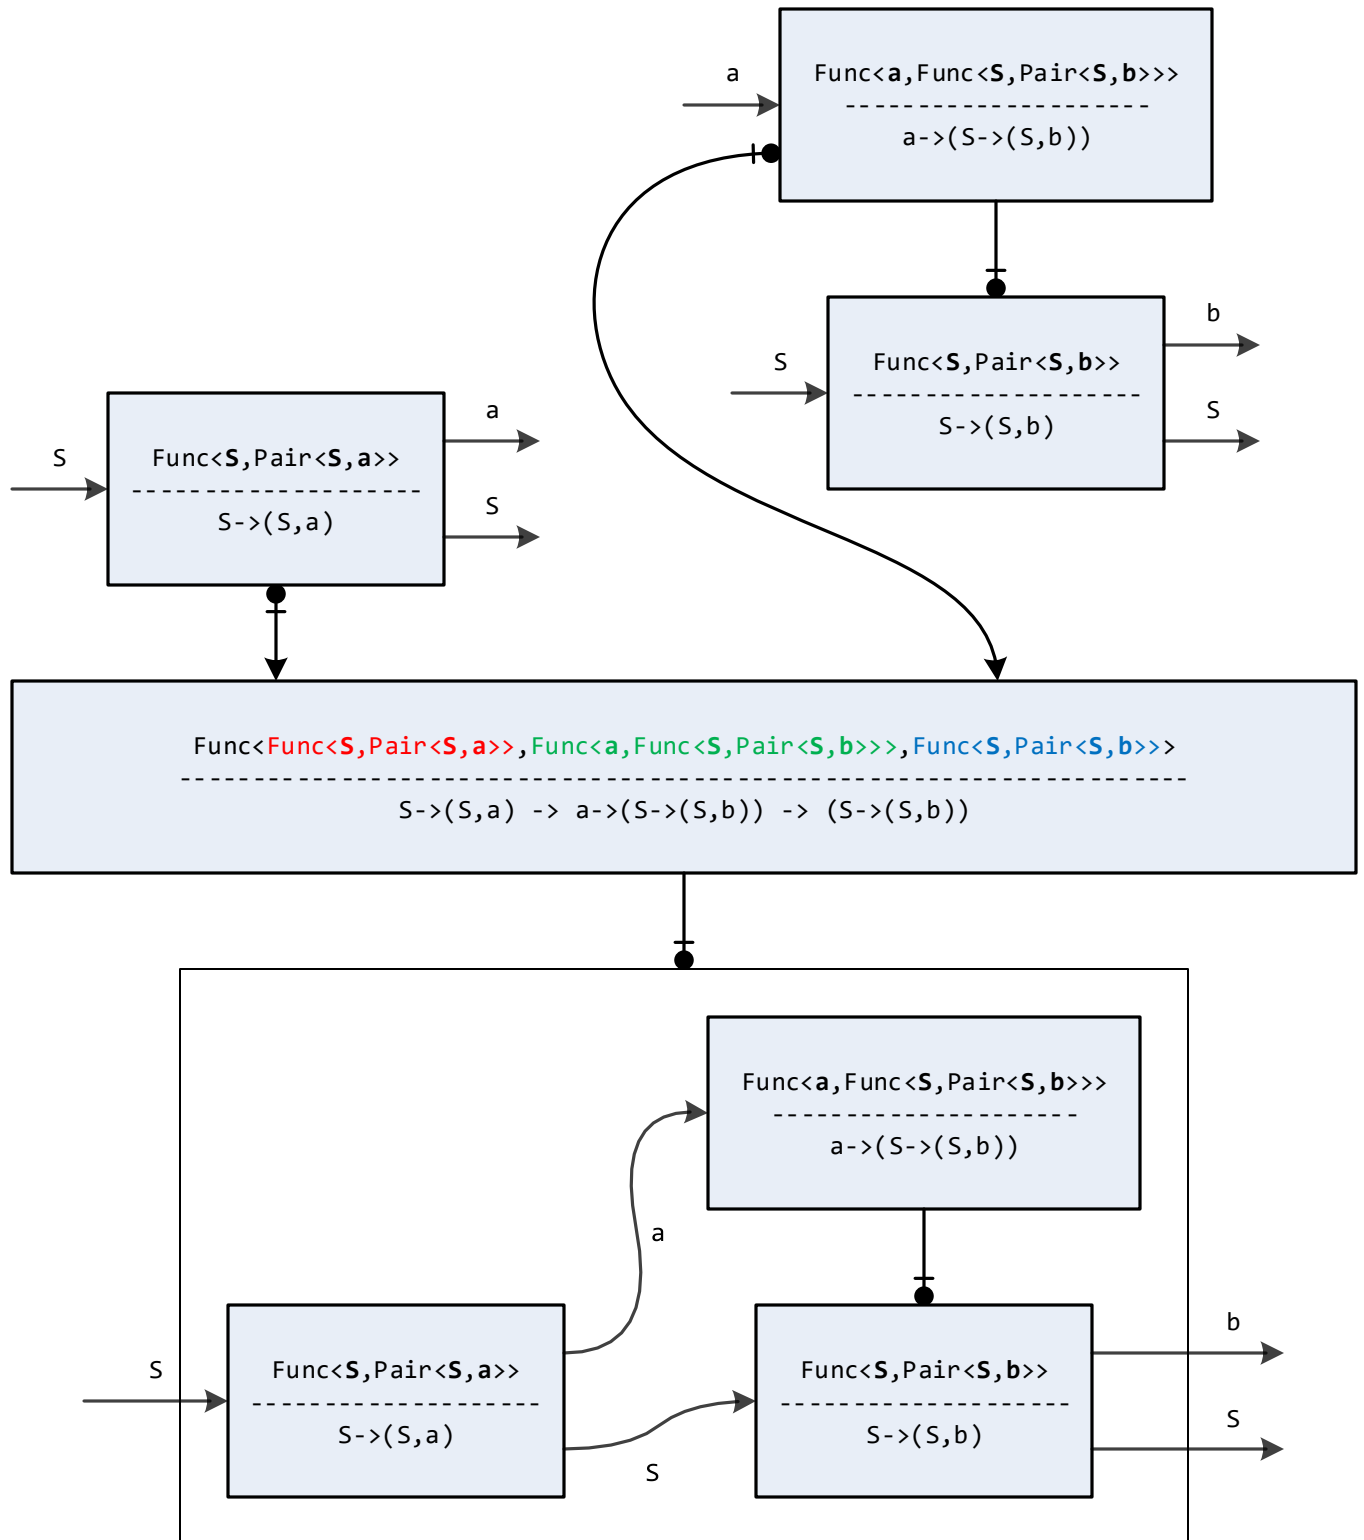 a
Func<a,Func<S,Pair<S,b>>>
----------------------
a->(S->(S,b))
b
S
Func<S,Pair<S,b>>
--------------------
S->(S,b)
S
a
S
Func<S,Pair<S,a>>
--------------------
S->(S,a)
S
Func<Func<S,Pair<S,a>>,Func<a,Func<S,Pair<S,b>>>,Func<S,Pair<S,b>>>
----------------------------------------------------------------------
S->(S,a) -> a->(S->(S,b)) -> (S->(S,b))
Func<a,Func<S,Pair<S,b>>>
----------------------
a->(S->(S,b))
a
S
Func<S,Pair<S,a>>
--------------------
S->(S,a)
S
Func<S,Pair<S,b>>
--------------------
S->(S,b)
b
S